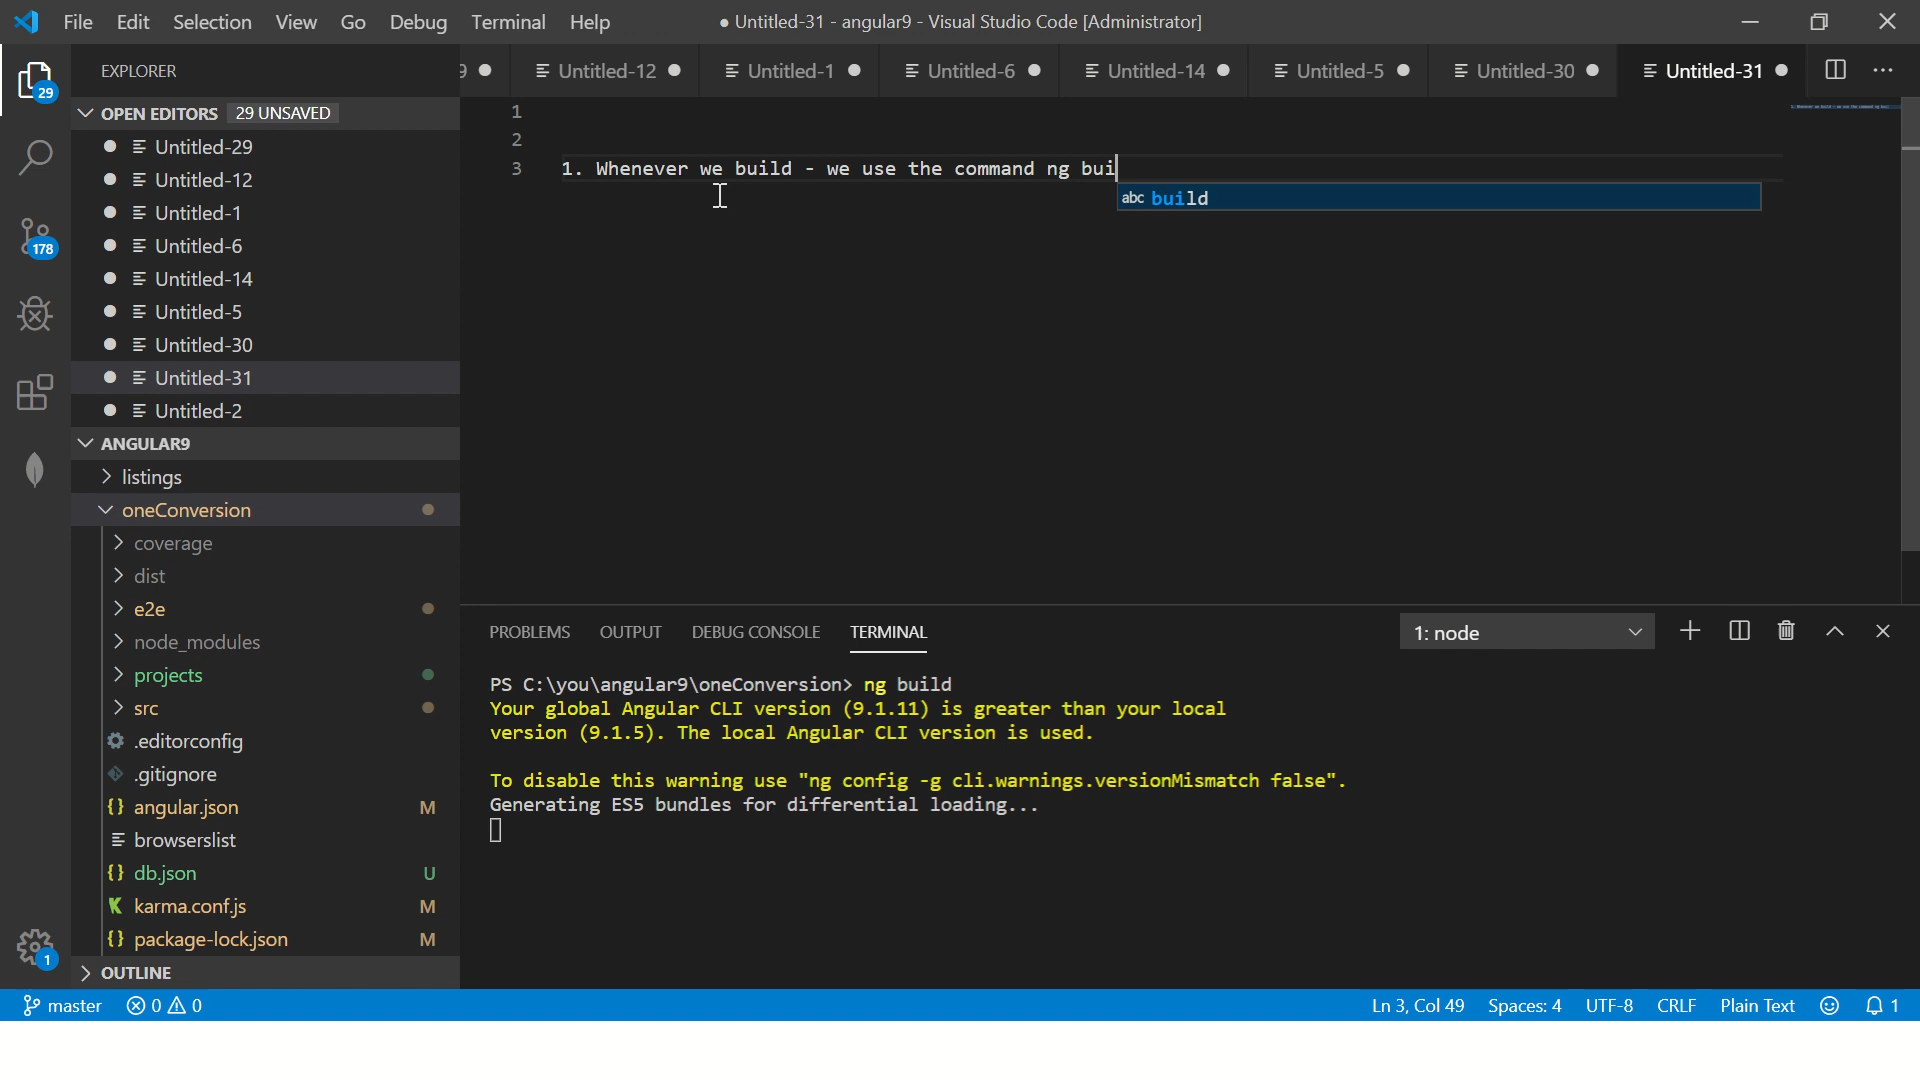 File Edit Selection View Go Debug Terminal Help
● Untitled-31 - angular9 - Visual Studio Code [Administrator]
EXPLORER
9 Untitled-12 Untitled-1 Untitled-6 Untitled-14 Untitled-5 Untitled-30 Untitled-31
29
OPEN EDITORS 29 UNSAVED
Untitled-29
Untitled-12
Untitled-1
Untitled-6
Untitled-14
Untitled-5
Untitled-30
Untitled-31
Untitled-2
178
ANGULAR9
listings
oneConversion
coverage
dist
e2e
node_modules
projects
src
.editorconfig
.gitignore
angular.json M
browserslist
db.json U
karma.conf.js M
package-lock.json M
OUTLINE
1
1
2
3 1. Whenever we build - we use the command ng bui
abc build
PROBLEMS OUTPUT DEBUG CONSOLE TERMINAL
1: node
PS C:\you\angular9\oneConversion> ng build
Your global Angular CLI version (9.1.11) is greater than your local
version (9.1.5). The local Angular CLI version is used.
To disable this warning use "ng config -g cli.warnings.versionMismatch false".
Generating ES5 bundles for differential loading...
master 0 0
Ln 3, Col 49 Spaces: 4 UTF-8 CRLF Plain Text 1